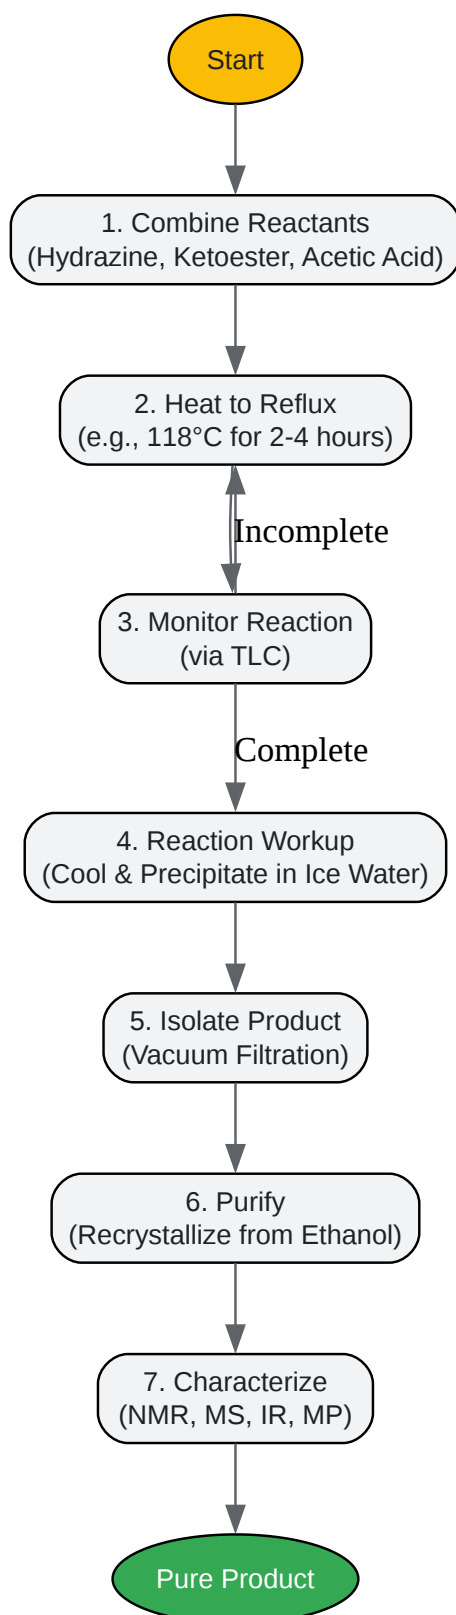 Start
1. Combine Reactants
(Hydrazine, Ketoester, Acetic Acid)
2. Heat to Reflux
(e.g., 118°C for 2-4 hours)
Incomplete
3. Monitor Reaction
(via TLC)
Complete
4. Reaction Workup
(Cool & Precipitate in Ice Water)
5. Isolate Product
(Vacuum Filtration)
6. Purify
(Recrystallize from Ethanol)
7. Characterize
(NMR, MS, IR, MP)
Pure Product